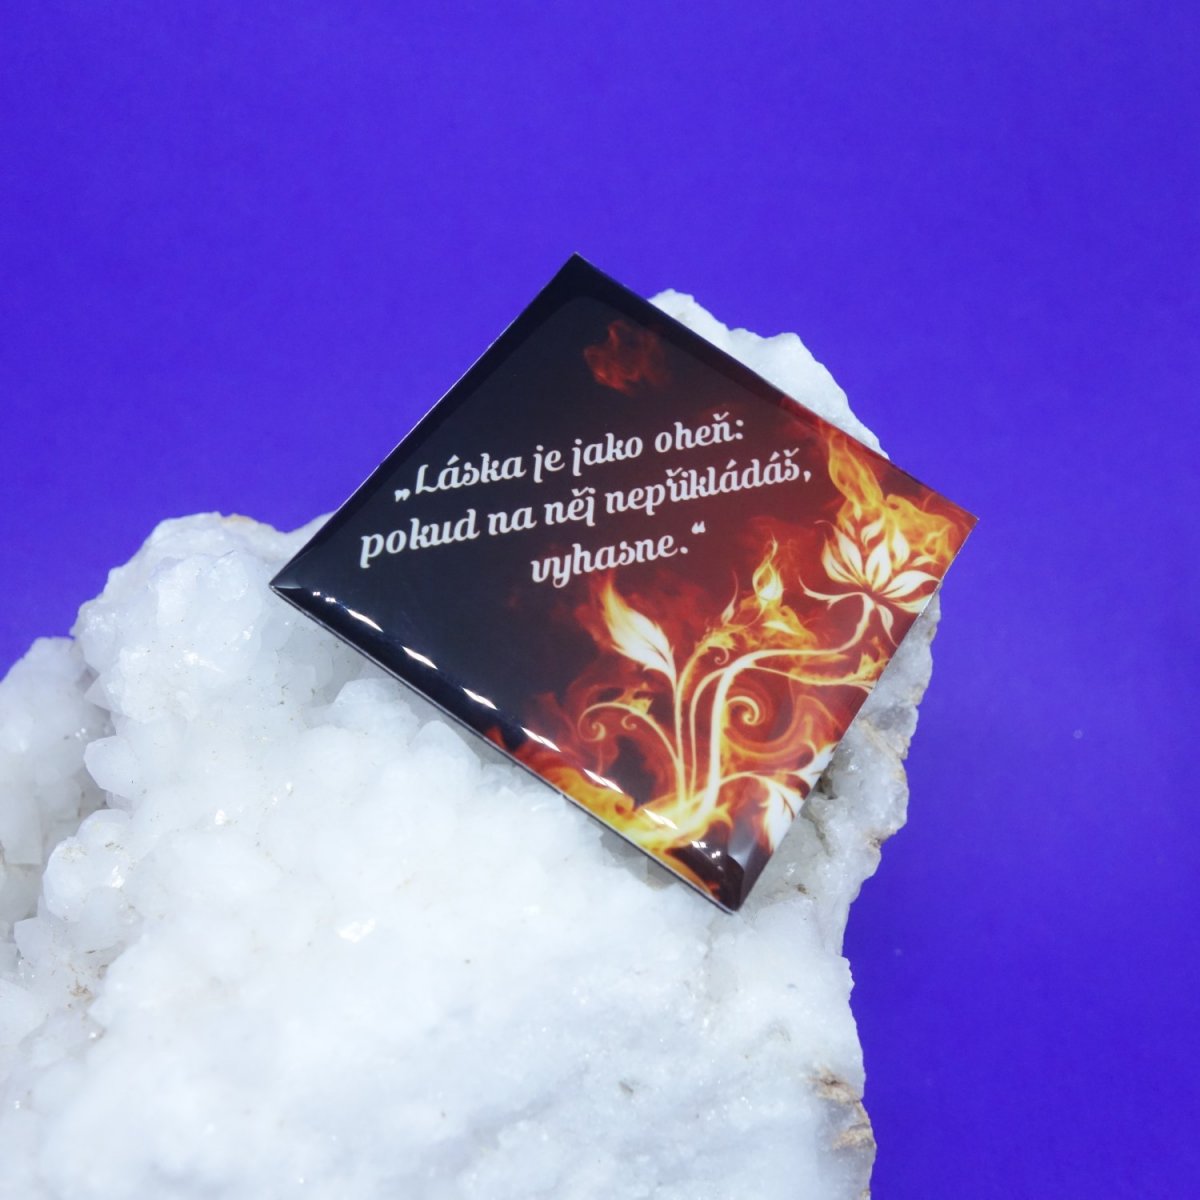 „Láska je jako oheň:
pokud na něj nepřikládáš,
vyhasne.“